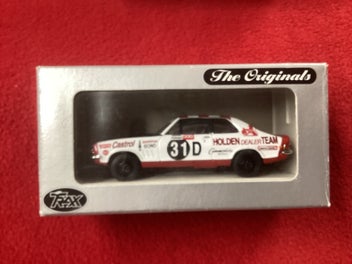 The Originals
Castrol
31D
HOLDEN DEALER TEAM
TRAX